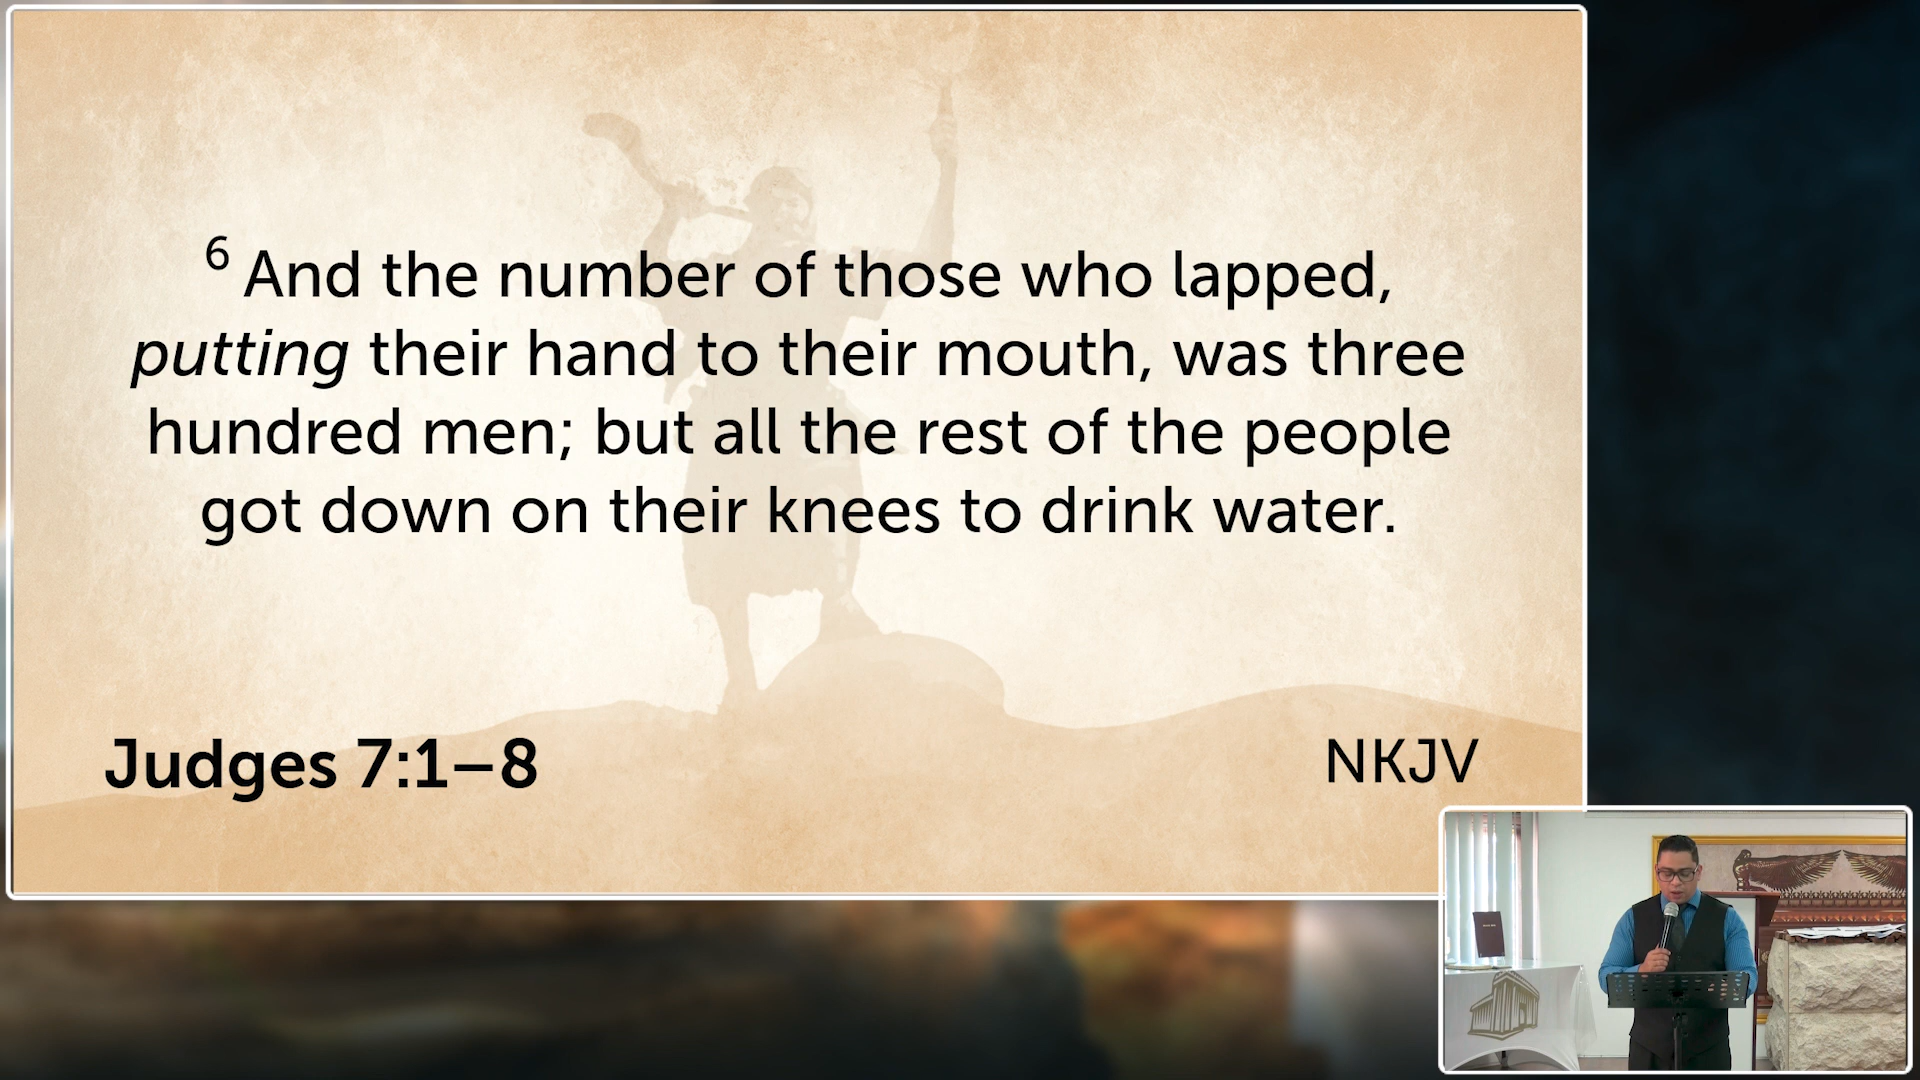 6 And the number of those who lapped,
putting their hand to their mouth, was three
hundred men; but all the rest of the people
got down on their knees to drink water.
Judges 7:1–8
NKJV